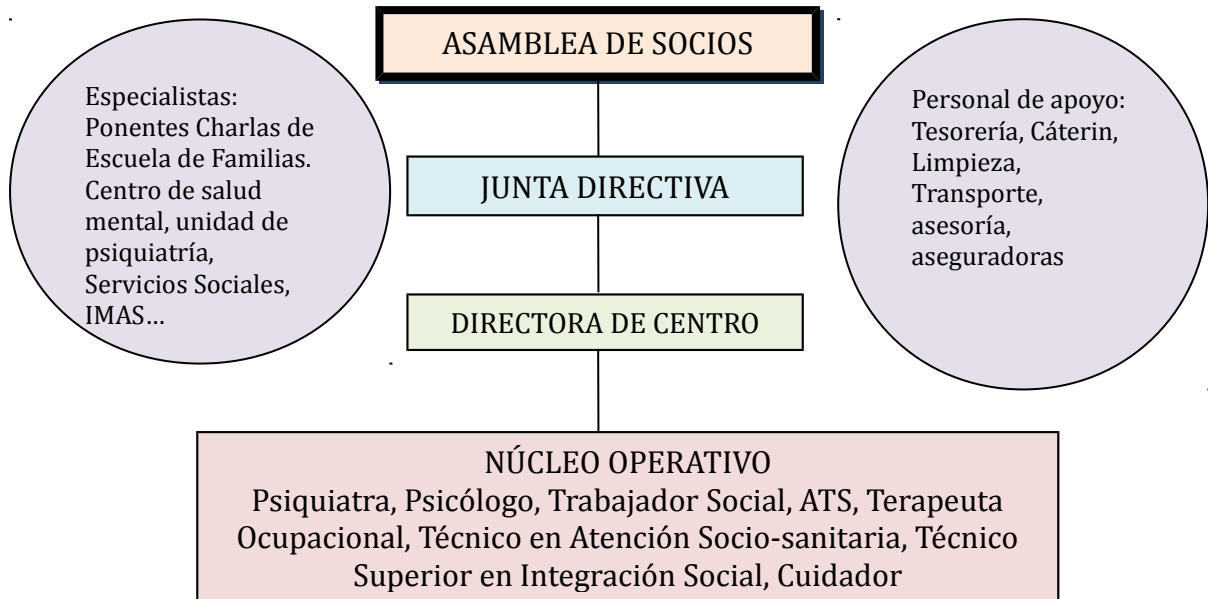 ASAMBLEA DE SOCIOS
Especialistas:
Ponentes Charlas de
Escuela de Familias.
Centro de salud
mental, unidad de
psiquiatría,
Servicios Sociales,
IMAS…
Personal de apoyo:
Tesorería, Cáterin,
Limpieza,
Transporte,
asesoría,
aseguradoras
JUNTA DIRECTIVA
DIRECTORA DE CENTRO
NÚCLEO OPERATIVO
Psiquiatra, Psicólogo, Trabajador Social, ATS, Terapeuta
Ocupacional, Técnico en Atención Socio-sanitaria, Técnico
Superior en Integración Social, Cuidador